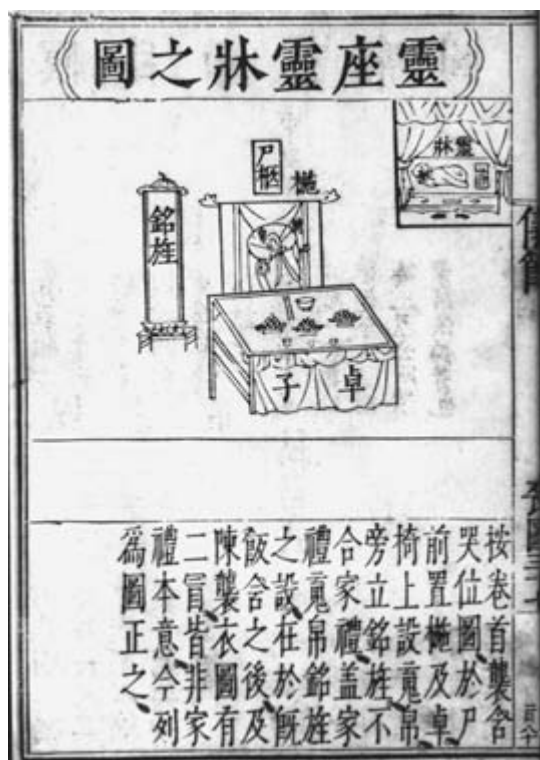 靈座靈牀之圖
靈牀
尸柩
椸
銘旌
卓子
按卷首襲含
哭位圖於尸
前置椸及卓
椅上設䰟帛
旁立銘旌不
合家禮蓋家
禮䰟帛銘旌
之設在於既
飯含之後及
陳襲衣圖有
二冒皆非家
禮本意今列
爲圖正之